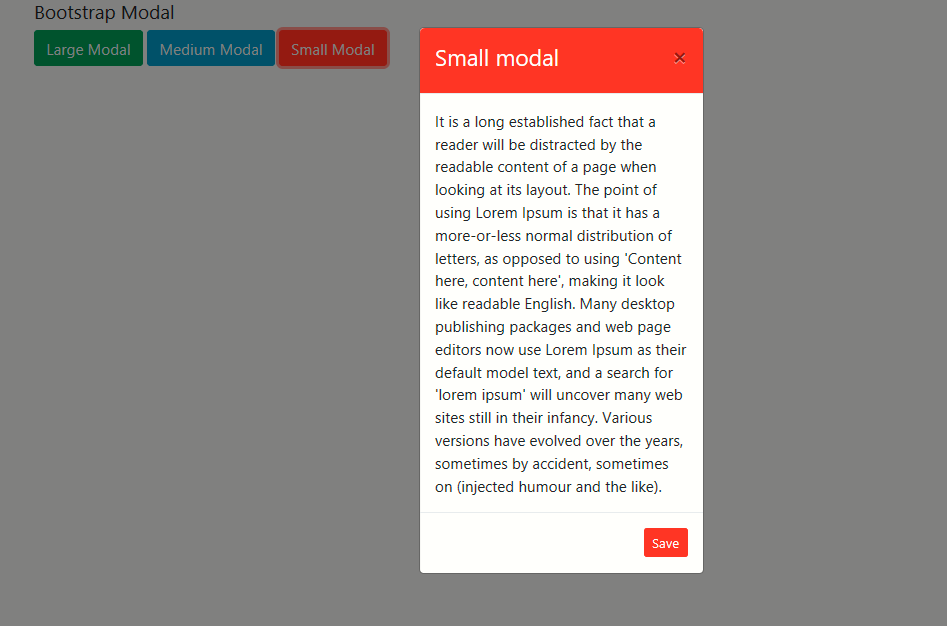 Bootstrap Modal
Large Modal Medium Modal Small Modal
Small modal ×
It is a long established fact that a
reader will be distracted by the
readable content of a page when
looking at its layout. The point of
using Lorem Ipsum is that it has a
more-or-less normal distribution of
letters, as opposed to using 'Content
here, content here', making it look
like readable English. Many desktop
publishing packages and web page
editors now use Lorem Ipsum as their
default model text, and a search for
'lorem ipsum' will uncover many web
sites still in their infancy. Various
versions have evolved over the years,
sometimes by accident, sometimes
on (injected humour and the like).
Save